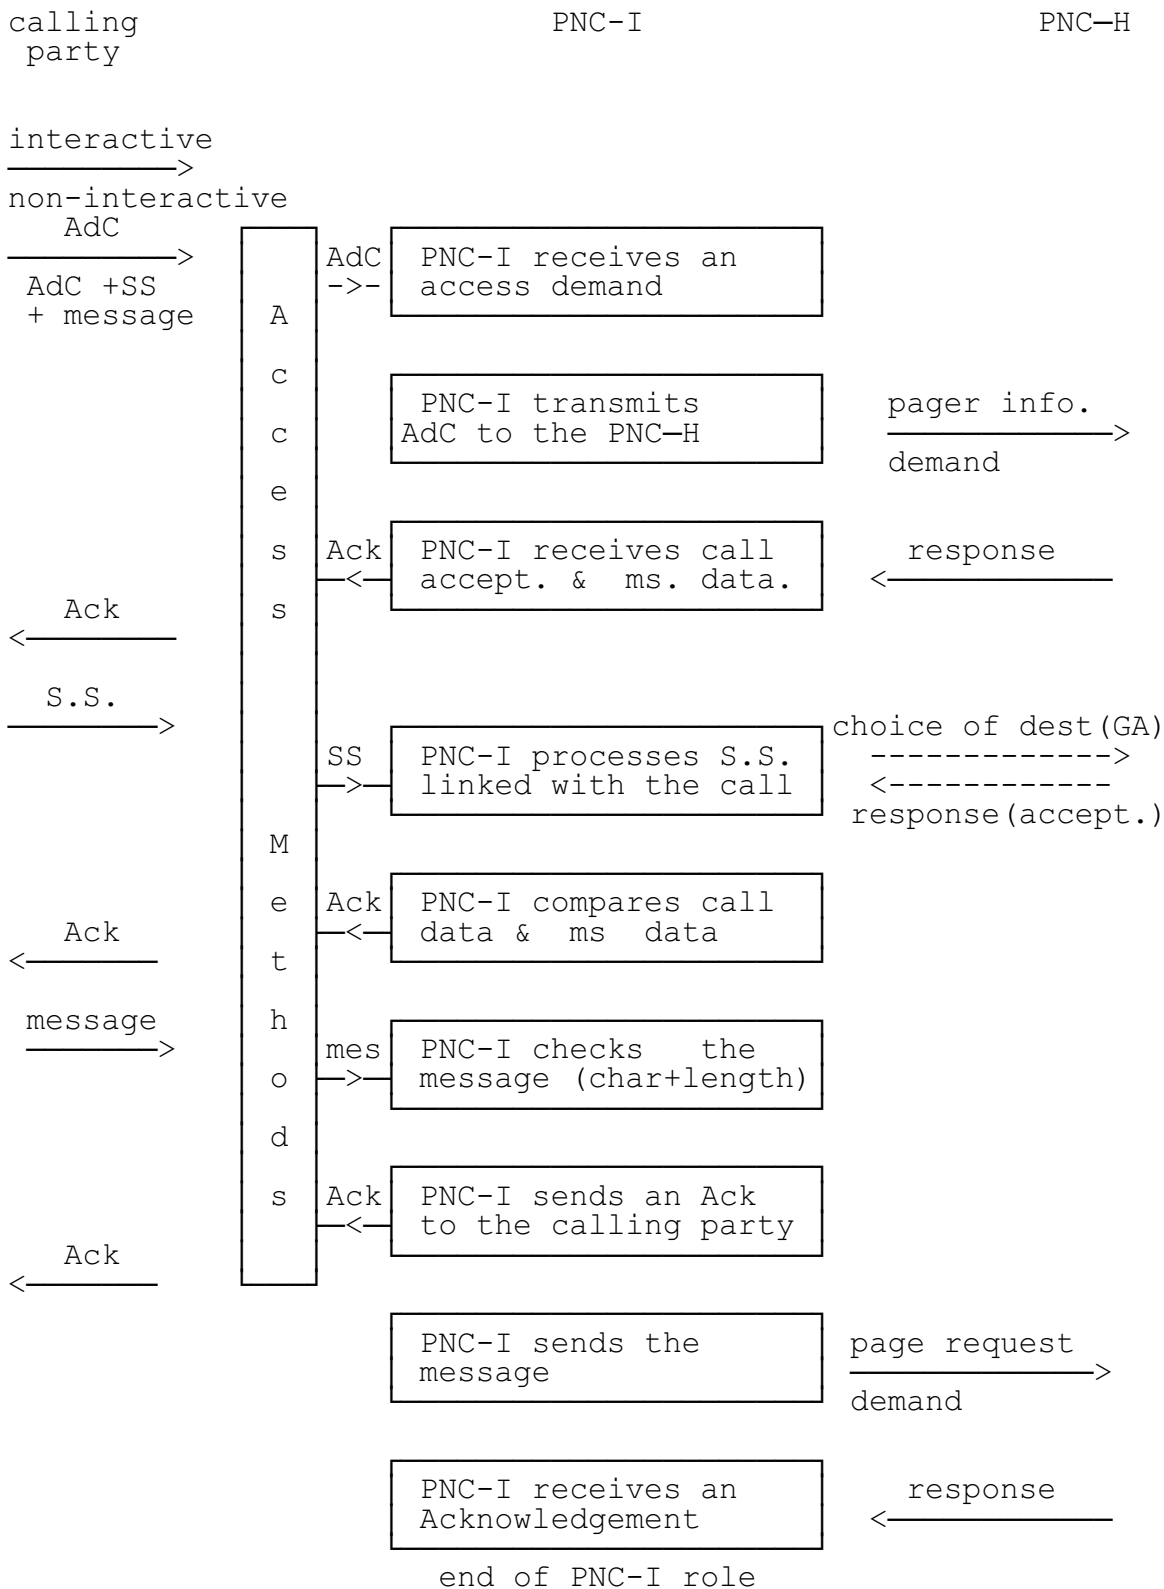 calling PNC-I PNC—H
party
interactive
non-interactive
AdC
AdC PNC-I receives an
AdC +SS access demand
+ message
Access Methods
PNC-I transmits pager info.
AdC to the PNC—H
demand
Ack PNC-I receives call response
accept. & ms. data.
Ack
S.S.
choice of dest(GA)
SS PNC-I processes S.S.
linked with the call
response(accept.)
Ack PNC-I compares call
Ack data & ms data
message
mes PNC-I checks the
message (char+length)
Ack PNC-I sends an Ack
to the calling party
Ack
PNC-I sends the page request
message
demand
PNC-I receives an response
Acknowledgement
end of PNC-I role